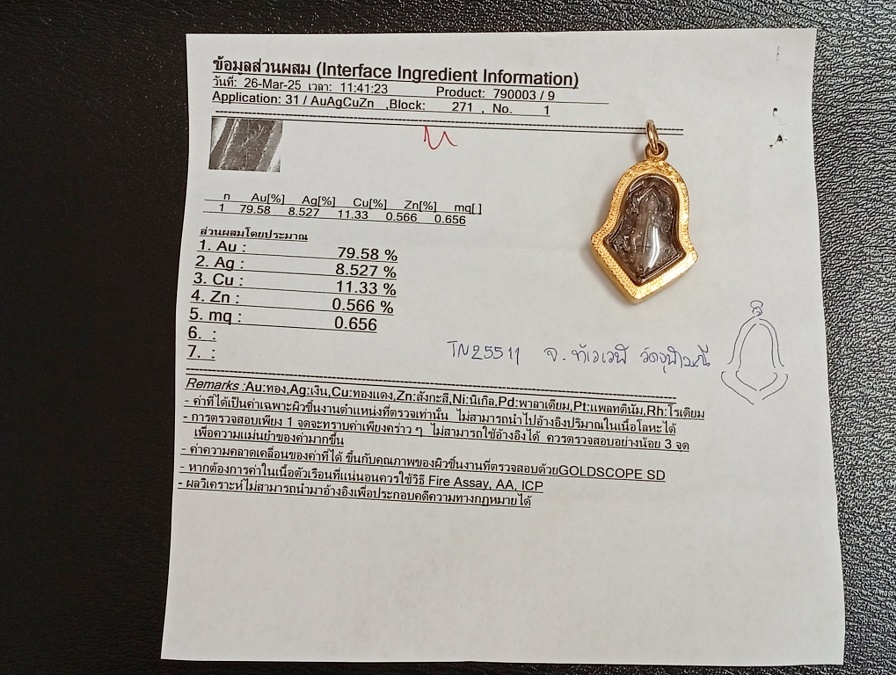 ข้อมูลส่วนผสม (Interface Ingredient Information)
วันที่: 26-Mar-25 เวลา: 11:41:23 Product: 790003 / 9
Application: 31 / AuAgCuZn ,Block: 271 , No. 1
n Au[%] Ag[%] Cu[%] Zn[%] mq[ ]
1 79.58 8.527 11.33 0.566 0.656
ส่วนผสมโดยประมาณ
1. Au : 79.58 %
2. Ag : 8.527 %
3. Cu : 11.33 %
4. Zn : 0.566 %
5. mq : 0.656
6. :
7. :
TN25511
Remarks :Au:ทอง,Ag:เงิน,Cu:ทองแดง,Zn:สังกะสี,Ni:นิเกิล,Pd:พาลาเดียม,Pt:แพลทตินัม,Rh:โรเดียม
- ค่าที่ได้เป็นค่าเฉพาะผิวชิ้นงานตำแหน่งที่ตรวจเท่านั้น ไม่สามารถนำไปอ้างอิงปริมาณในเนื้อโลหะได้
- การตรวจสอบเพียง 1 จุดจะทราบค่าเพียงคร่าว ๆ ไม่สามารถใช้อ้างอิงได้ ควรตรวจสอบอย่างน้อย 3 จุด
เพื่อความแม่นยำของค่ามากขึ้น
- ค่าความคลาดเคลื่อนของค่าที่ได้ ขึ้นกับคุณภาพของผิวชิ้นงานที่ตรวจสอบด้วยGOLDSCOPE SD
- หากต้องการค่าในเนื้อตัวเรือนที่แน่นอนควรใช้วิธี Fire Assay, AA, ICP
- ผลวิเคราะห์ไม่สามารถนำมาอ้างอิงเพื่อประกอบคดีความทางกฎหมายได้